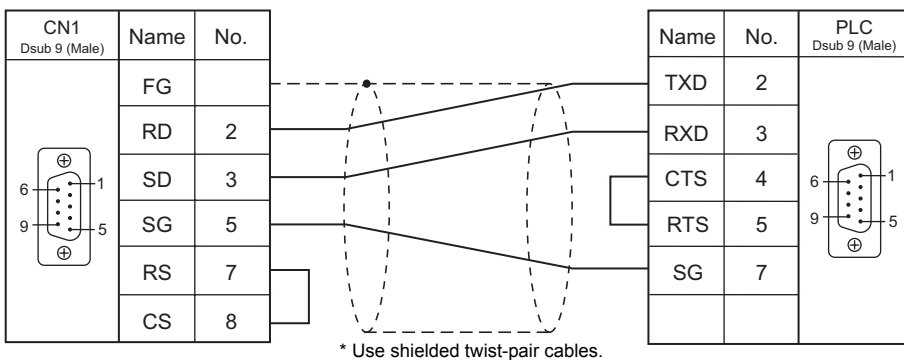 CN1
Dsub 9 (Male)
Name No.
FG
RD 2
SD 3
SG 5
RS 7
CS 8
6 1
9 5
Name No.
TXD 2
RXD 3
CTS 4
RTS 5
SG 7
PLC
Dsub 9 (Male)
6 1
9 5
* Use shielded twist-pair cables.